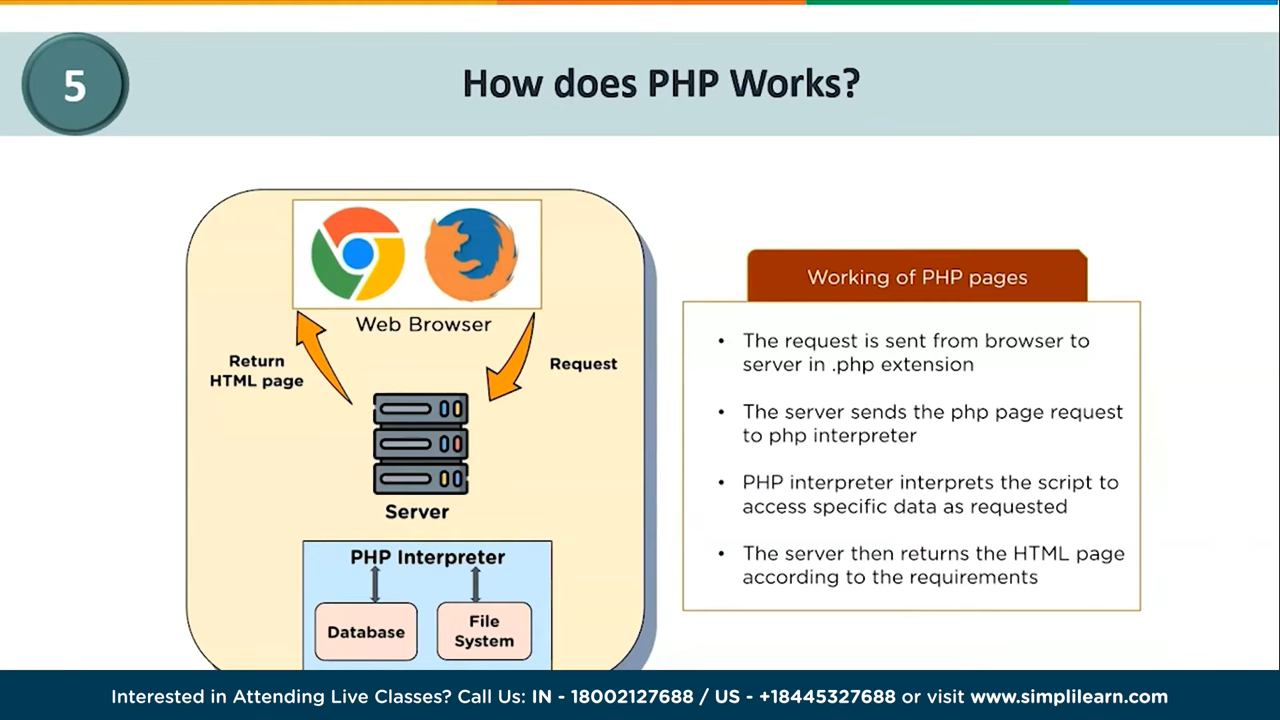 5
How does PHP Works?
Web Browser
Return
HTML page
Request
Server
PHP Interpreter
Database
File
System
Working of PHP pages
• The request is sent from browser to
server in .php extension
• The server sends the php page request
to php interpreter
• PHP interpreter interprets the script to
access specific data as requested
• The server then returns the HTML page
according to the requirements
Interested in Attending Live Classes? Call Us: IN - 18002127688 / US - +18445327688 or visit www.simplilearn.com